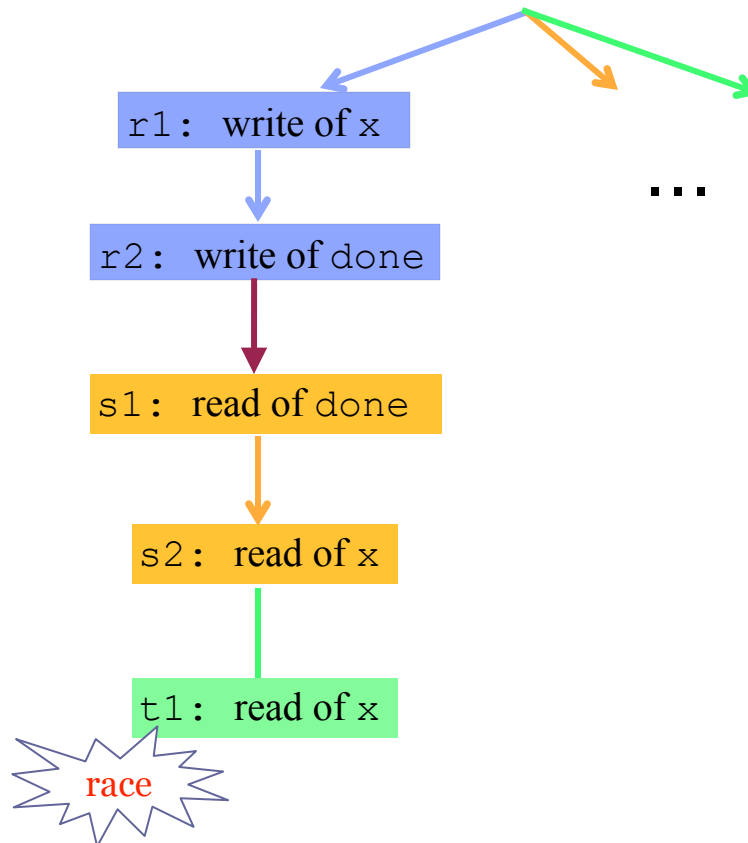 r1: write of x
...
r2: write of done
s1: read of done
s2: read of x
t1: read of x
race